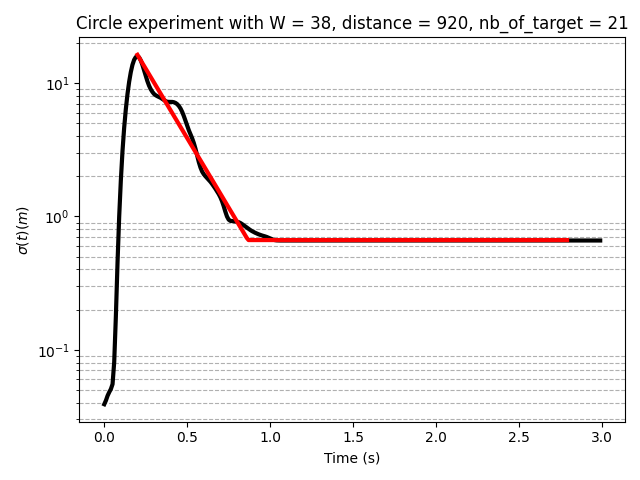 Circle experiment with W = 38, distance = 920, nb_of_target = 21
σ(t)(m)
10¹
10⁰
10⁻¹
0.0 0.5 1.0 1.5 2.0 2.5 3.0
Time (s)